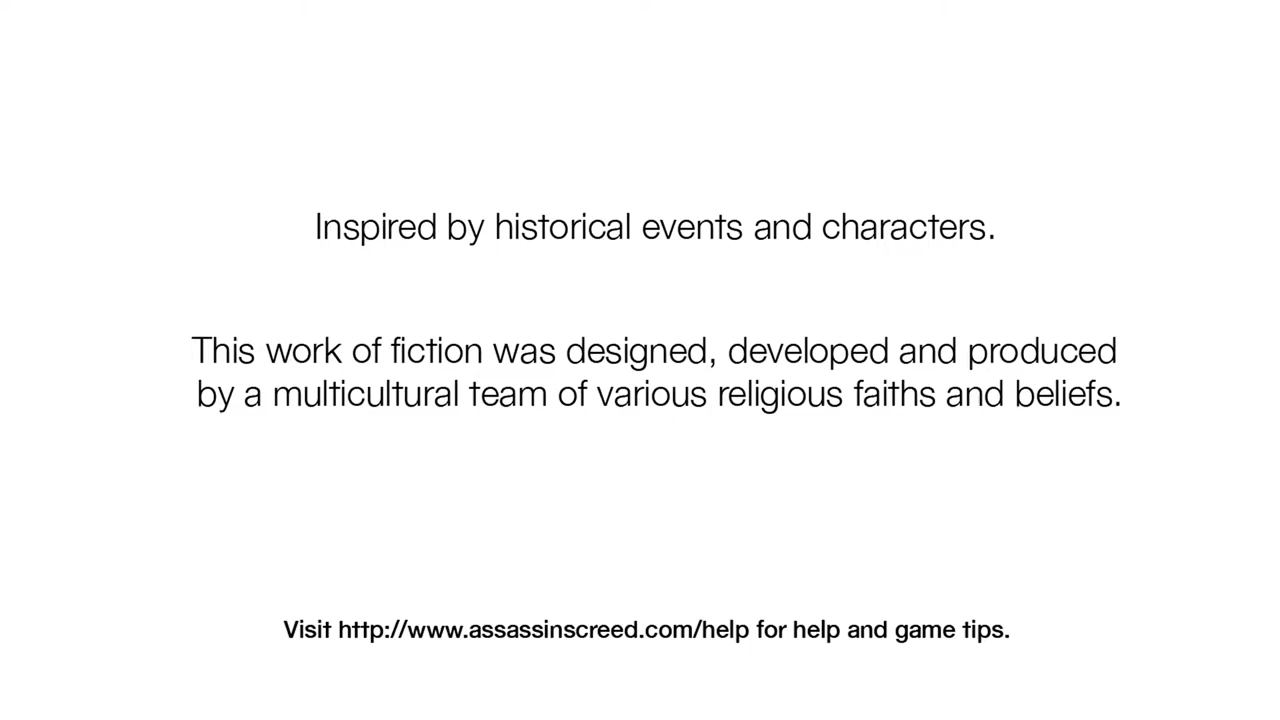 Inspired by historical events and characters.
This work of fiction was designed, developed and produced
by a multicultural team of various religious faiths and beliefs.
Visit http://www.assassinscreed.com/help for help and game tips.